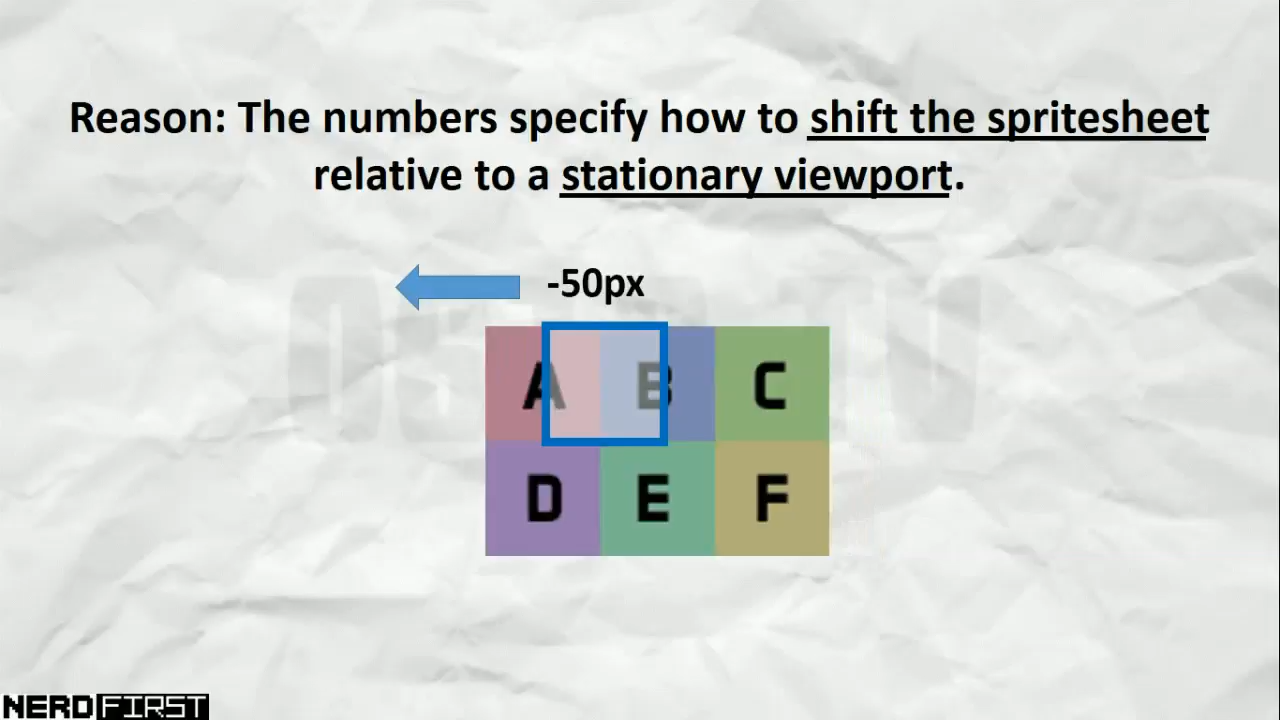 Reason: The numbers specify how to shift the spritesheet
relative to a stationary viewport.
-50px
A B C
D E F
NERDFIRST